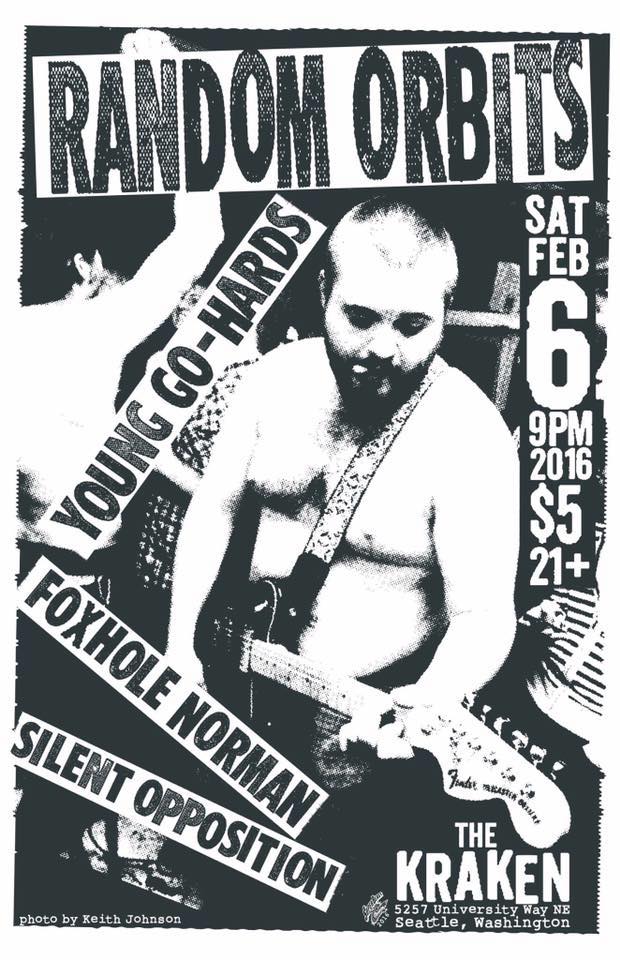 RANDOM ORBITS
SAT
FEB
6
9PM
2016
$5
21+
YOUNG GO-HARDS
FOXHOLE NORMAN
SILENT OPPOSITION
Fender
THE
KRAKEN
5257 University Way NE
Seattle, Washington
photo by Keith Johnson